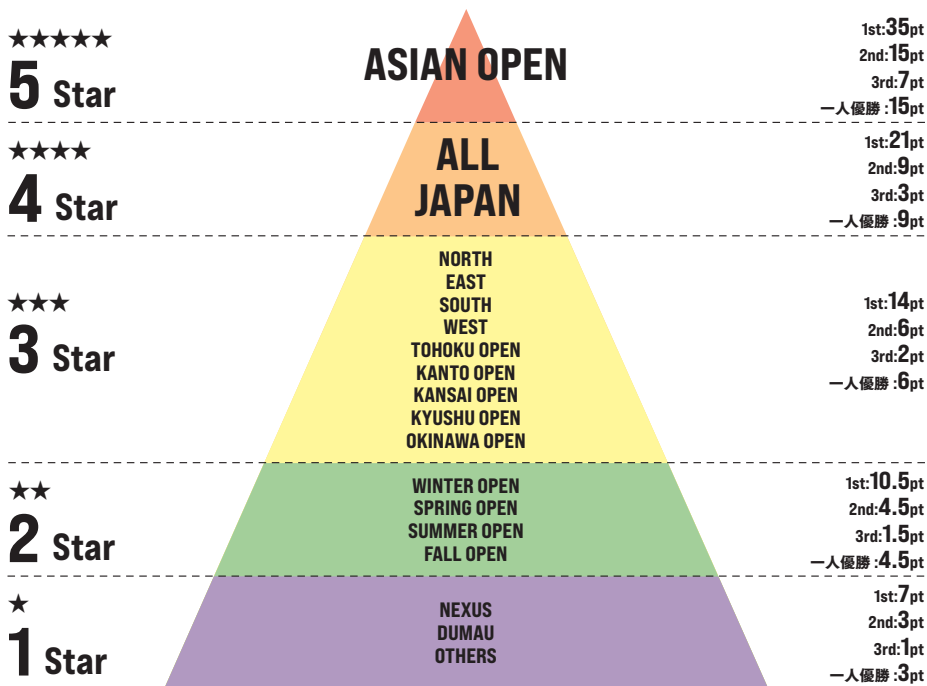 ★★★★★
5 Star
ASIAN OPEN
1st:35pt
2nd:15pt
3rd:7pt
一人優勝:15pt
★★★★
4 Star
ALL
JAPAN
1st:21pt
2nd:9pt
3rd:3pt
一人優勝:9pt
★★★
3 Star
NORTH
EAST
SOUTH
WEST
TOHOKU OPEN
KANTO OPEN
KANSAI OPEN
KYUSHU OPEN
OKINAWA OPEN
1st:14pt
2nd:6pt
3rd:2pt
一人優勝:6pt
★★
2 Star
WINTER OPEN
SPRING OPEN
SUMMER OPEN
FALL OPEN
1st:10.5pt
2nd:4.5pt
3rd:1.5pt
一人優勝:4.5pt
★
1 Star
NEXUS
DUMAU
OTHERS
1st:7pt
2nd:3pt
3rd:1pt
一人優勝:3pt